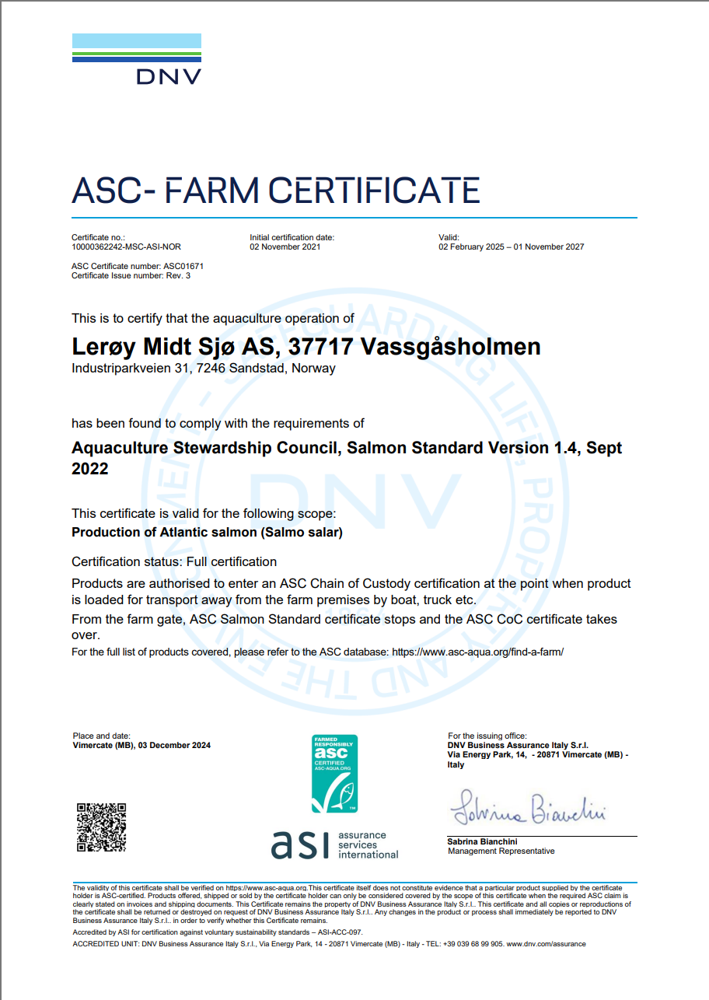 DNV
ASC- FARM CERTIFICATE
Certificate no.:
10000362242-MSC-ASI-NOR
Initial certification date:
02 November 2021
Valid:
02 February 2025 – 01 November 2027
ASC Certificate number: ASC01671
Certificate Issue number: Rev. 3
This is to certify that the aquaculture operation of
Lerøy Midt Sjø AS, 37717 Vassgåsholmen
Industriparkveien 31, 7246 Sandstad, Norway
has been found to comply with the requirements of
Aquaculture Stewardship Council, Salmon Standard Version 1.4, Sept
2022
This certificate is valid for the following scope:
Production of Atlantic salmon (Salmo salar)
Certification status: Full certification
Products are authorised to enter an ASC Chain of Custody certification at the point when product
is loaded for transport away from the farm premises by boat, truck etc.
From the farm gate, ASC Salmon Standard certificate stops and the ASC CoC certificate takes
over.
For the full list of products covered, please refer to the ASC database: https://www.asc-aqua.org/find-a-farm/
SAFEGUARDING LIFE, PROPERTY AND THE ENVIRONMENT -
DNV
1864
Place and date:
Vimercate (MB), 03 December 2024
FARMED
RESPONSIBLY
asc
CERTIFIED
ASC-AQUA.ORG
TM
asi
assurance
services
international
For the issuing office:
DNV Business Assurance Italy S.r.l.
Via Energy Park, 14,  - 20871 Vimercate (MB) -
Italy
Sabrina Bianchini
Sabrina Bianchini
Management Representative
The validity of this certificate shall be verified on https://www.asc-aqua.org.This certificate itself does not constitute evidence that a particular product supplied by the certificate
holder is ASC-certified. Products offered, shipped or sold by the certificate holder can only be considered covered by the scope of this certificate when the required ASC claim is
clearly stated on invoices and shipping documents. This Certificate remains the property of DNV Business Assurance Italy S.r.l.. This certificate and all copies or reproductions of
the certificate shall be returned or destroyed on request of DNV Business Assurance Italy S.r.l.. Any changes in the product or process shall immediately be reported to DNV
Business Assurance Italy S.r.l.. in order to verify whether this Certificate remains.
Accredited by ASI for certification against voluntary sustainability standards – ASI-ACC-097.
ACCREDITED UNIT: DNV Business Assurance Italy S.r.l., Via Energy Park, 14 - 20871 Vimercate (MB) - Italy - TEL: +39 039 68 99 905. www.dnv.com/assurance